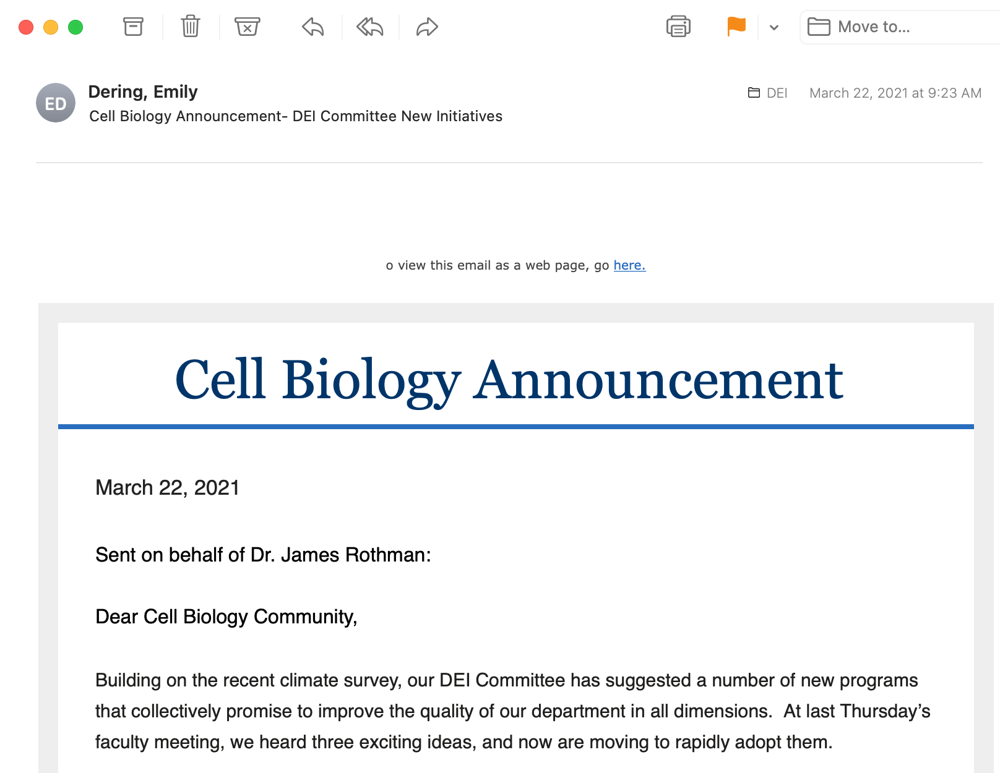 Move to...
ED
Dering, Emily
DEI
March 22, 2021 at 9:23 AM
Cell Biology Announcement- DEI Committee New Initiatives
o view this email as a web page, go here.
Cell Biology Announcement
March 22, 2021
Sent on behalf of Dr. James Rothman:
Dear Cell Biology Community,
Building on the recent climate survey, our DEI Committee has suggested a number of new programs
that collectively promise to improve the quality of our department in all dimensions.  At last Thursday’s
faculty meeting, we heard three exciting ideas, and now are moving to rapidly adopt them.